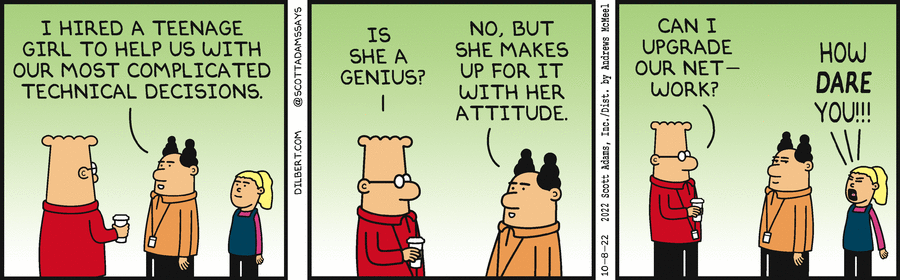 I HIRED A TEENAGE
GIRL TO HELP US WITH
OUR MOST COMPLICATED
TECHNICAL DECISIONS.
DILBERT.COM @SCOTTADAMSSAYS
IS
SHE A
GENIUS?
NO, BUT
SHE MAKES
UP FOR IT
WITH HER
ATTITUDE.
10-8-22 2022 Scott Adams, Inc./Dist. by Andrews McMeel
CAN I
UPGRADE
OUR NET-
WORK?
HOW
DARE
YOU!!!